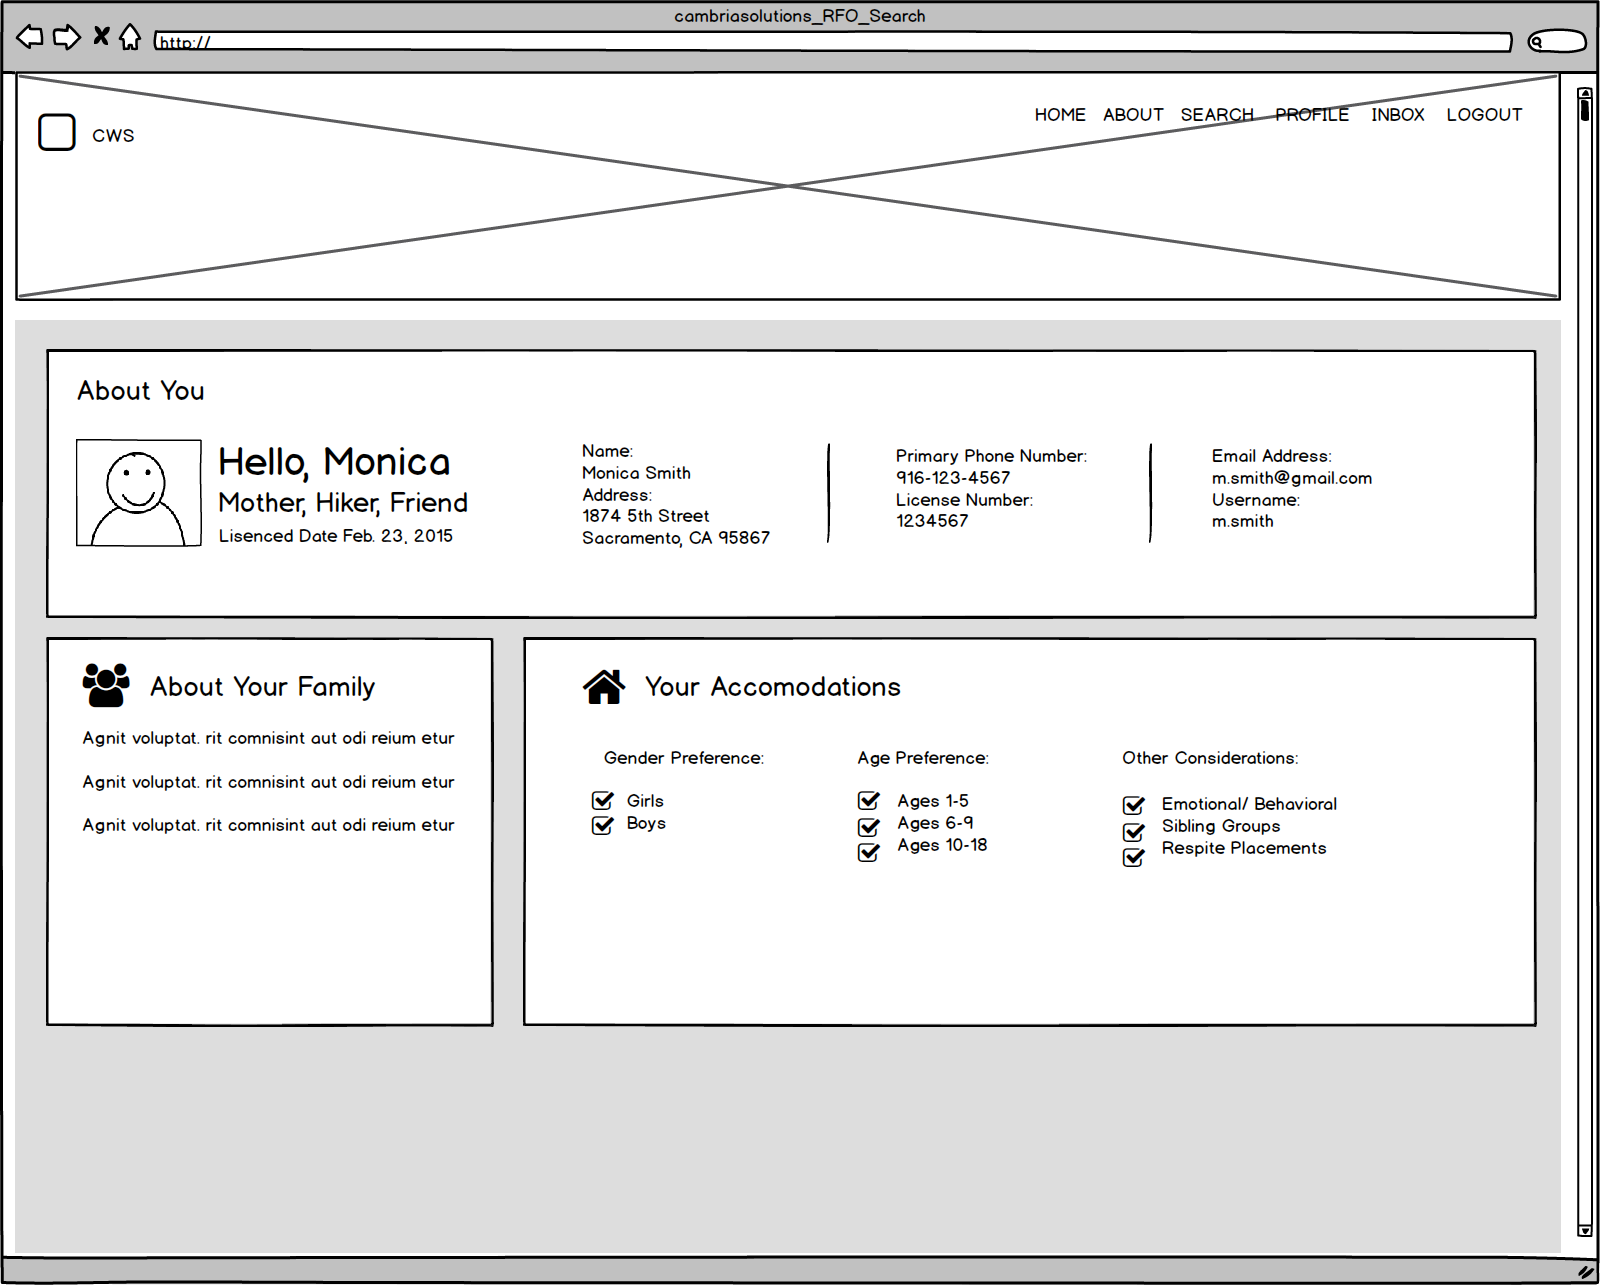 cambriasolutions_RFO_Search
http://
CWS
HOME ABOUT SEARCH PROFILE INBOX LOGOUT
About You
Hello, Monica
Mother, Hiker, Friend
Lisenced Date Feb. 23, 2015
Name:
Monica Smith
Address:
1874 5th Street
Sacramento, CA 95867
Primary Phone Number:
916-123-4567
License Number:
1234567
Email Address:
m.smith@gmail.com
Username:
m.smith
About Your Family
Agnit voluptat. rit comnisint aut odi reium etur
Agnit voluptat. rit comnisint aut odi reium etur
Agnit voluptat. rit comnisint aut odi reium etur
Your Accomodations
Gender Preference:
Girls
Boys
Age Preference:
Ages 1-5
Ages 6-9
Ages 10-18
Other Considerations:
Emotional/ Behavioral
Sibling Groups
Respite Placements